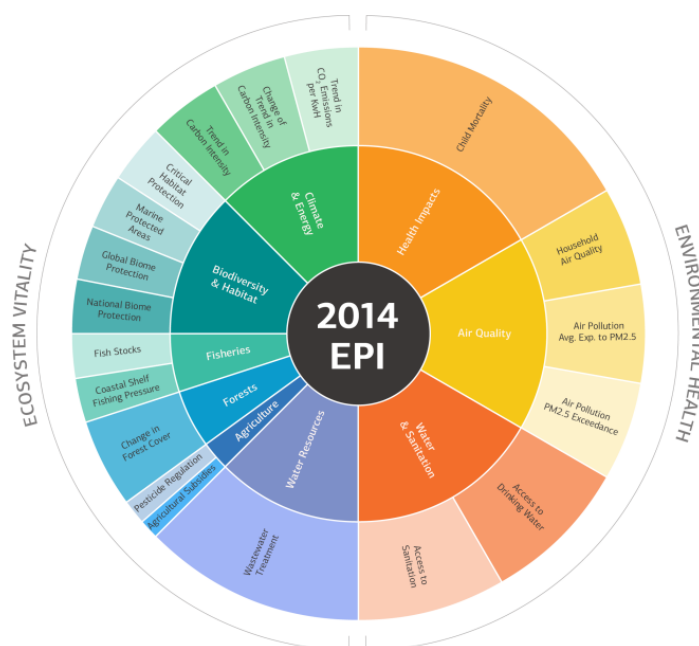 2014
EPI
ENVIRONMENTAL HEALTH
Health Impacts
Child Mortality
Air Quality
Household
Air Quality
Air Pollution
Avg. Exp. to PM2.5
Air Pollution
PM2.5 Exceedance
Water
& Sanitation
Access to
Drinking Water
Access to
Sanitation
ECOSYSTEM VITALITY
Water Resources
Wastewater
Treatment
Agriculture
Agricultural Subsidies
Pesticide Regulation
Forests
Change in
Forest Cover
Fisheries
Coastal Shelf
Fishing Pressure
Fish Stocks
Biodiversity
& Habitat
National Biome
Protection
Global Biome
Protection
Marine
Protected
Areas
Critical
Habitat
Protection
Climate
& Energy
Trend in
Carbon Intensity
Change of
Trend in
Carbon Intensity
Trend in
CO₂ Emissions
per KwH